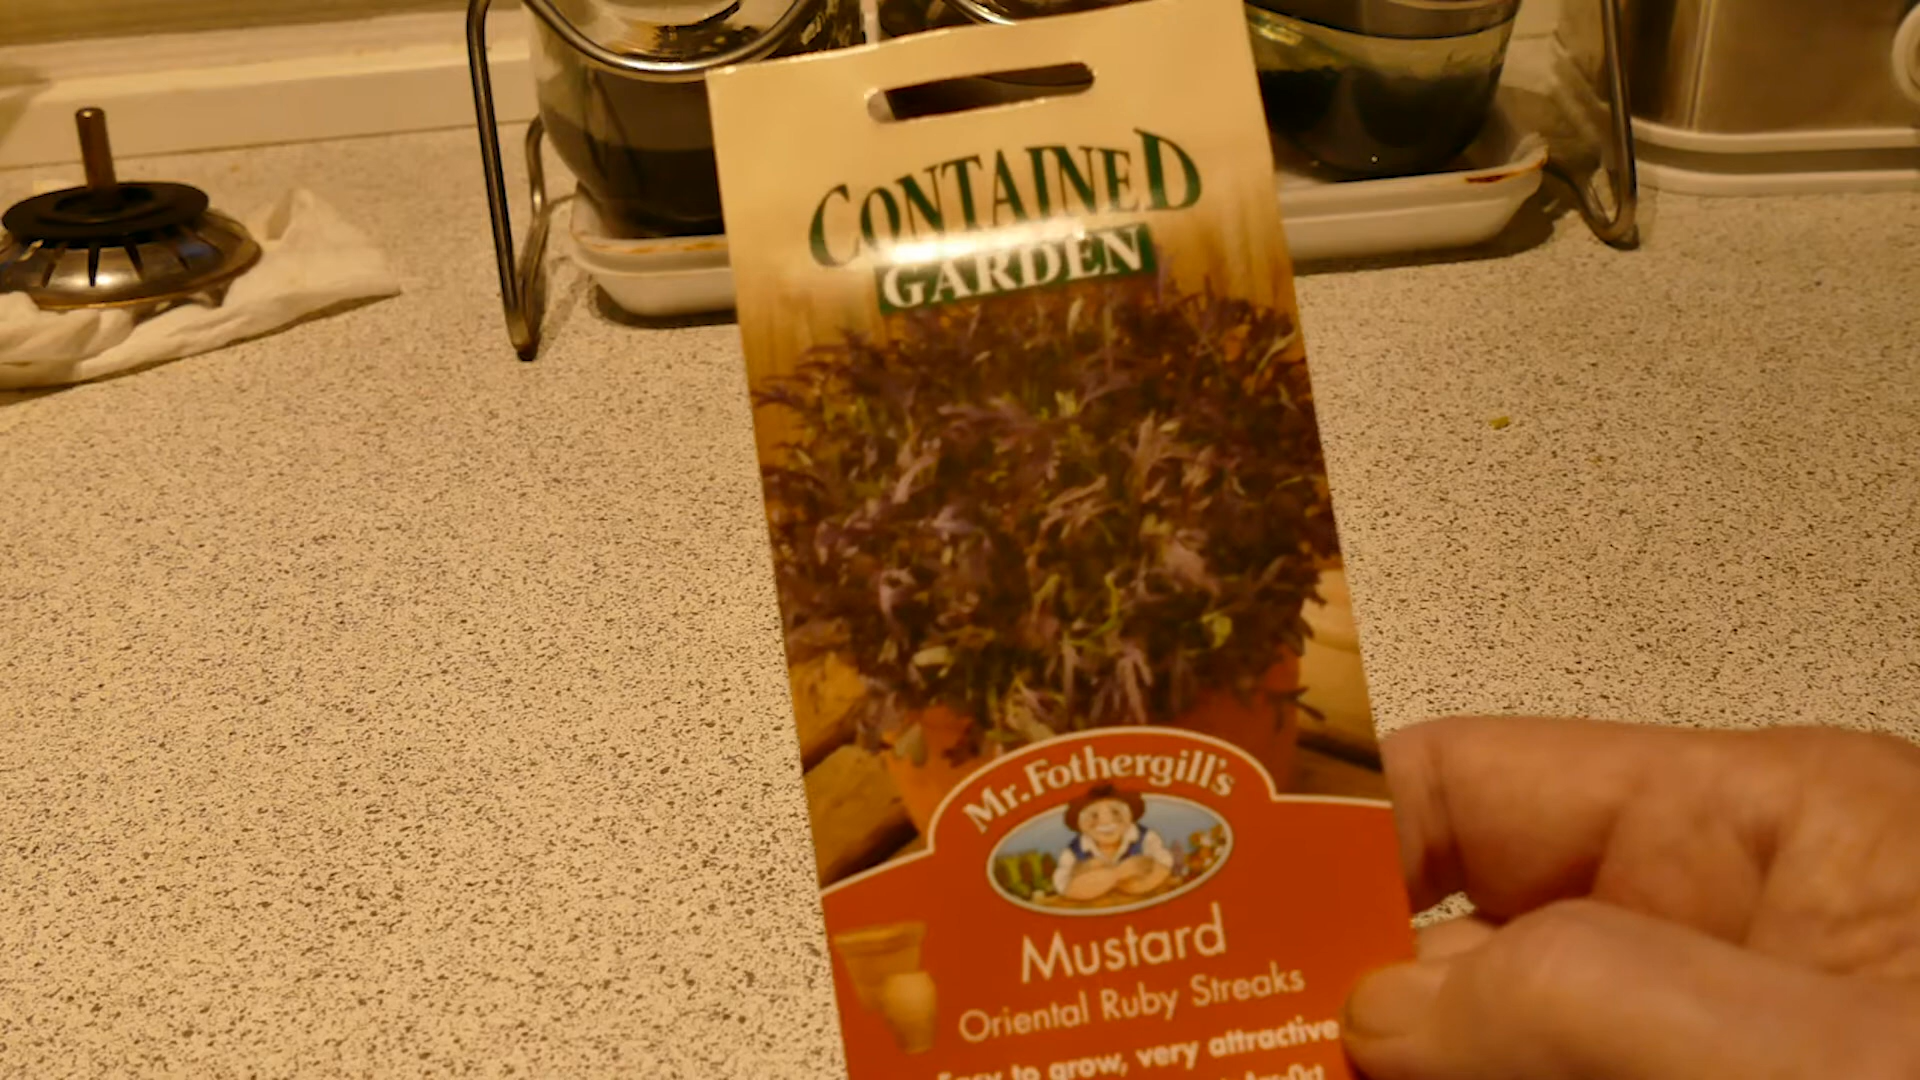 CONTAINED
GARDEN
Mr. Fothergill's
Mustard
Oriental Ruby Streaks
Easy to grow, very attractive